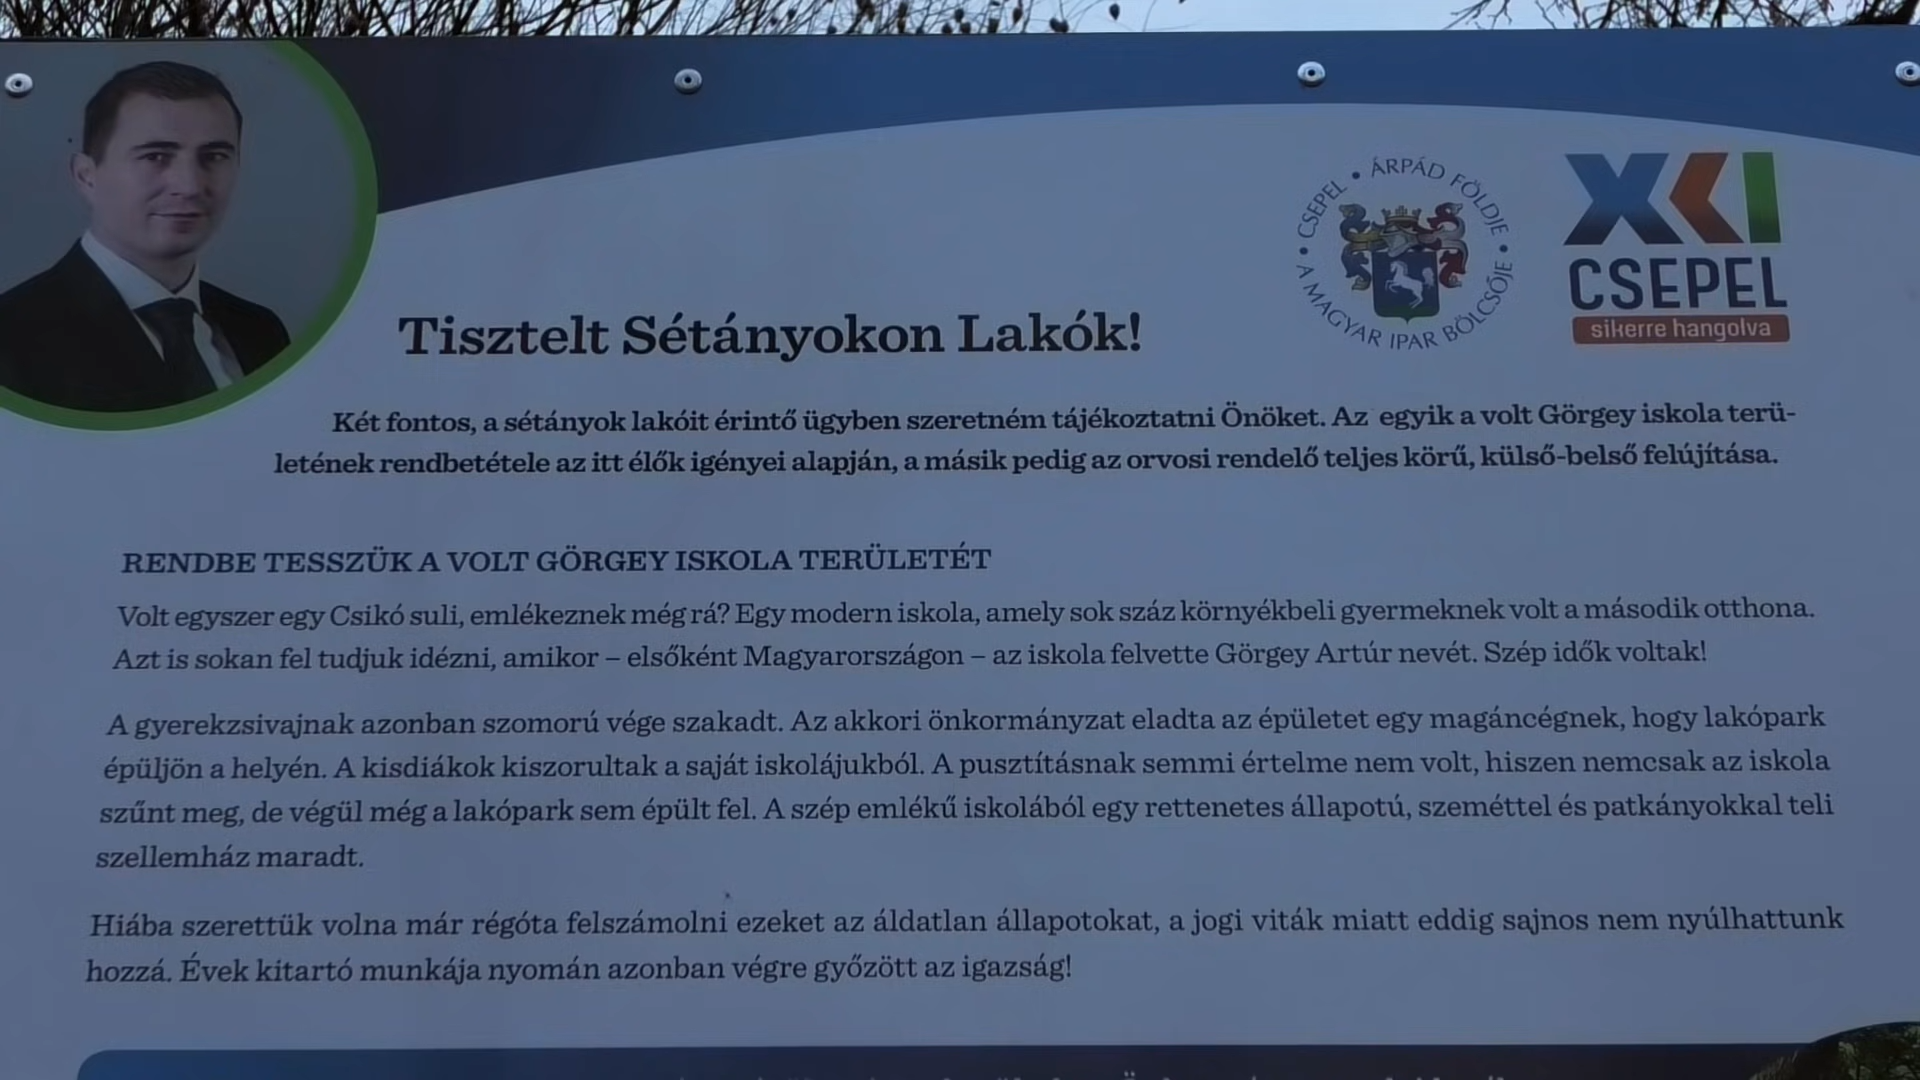 CSEPEL • ÁRPÁD FÖLDJE • A MAGYAR IPAR BÖLCSŐJE •
XXI
CSEPEL
sikerre hangolva
Tisztelt Sétányokon Lakók!
Két fontos, a sétányok lakóit érintő ügyben szeretném tájékoztatni Önöket. Az egyik a volt Görgey iskola terü-
letének rendbetétele az itt élők igényei alapján, a másik pedig az orvosi rendelő teljes körű, külső-belső felújítása.
RENDBE TESSZÜK A VOLT GÖRGEY ISKOLA TERÜLETÉT
Volt egyszer egy Csikó suli, emlékeznek még rá? Egy modern iskola, amely sok száz környékbeli gyermeknek volt a második otthona.
Azt is sokan fel tudjuk idézni, amikor – elsőként Magyarországon – az iskola felvette Görgey Artúr nevét. Szép idők voltak!
A gyerekzsivajnak azonban szomorú vége szakadt. Az akkori önkormányzat eladta az épületet egy magáncégnek, hogy lakópark
épüljön a helyén. A kisdiákok kiszorultak a saját iskolájukból. A pusztításnak semmi értelme nem volt, hiszen nemcsak az iskola
szűnt meg, de végül még a lakópark sem épült fel. A szép emlékű iskolából egy rettenetes állapotú, szeméttel és patkányokkal teli
szellemház maradt.
Hiába szerettük volna már régóta felszámolni ezeket az áldatlan állapotokat, a jogi viták miatt eddig sajnos nem nyúlhattunk
hozzá. Évek kitartó munkája nyomán azonban végre győzött az igazság!